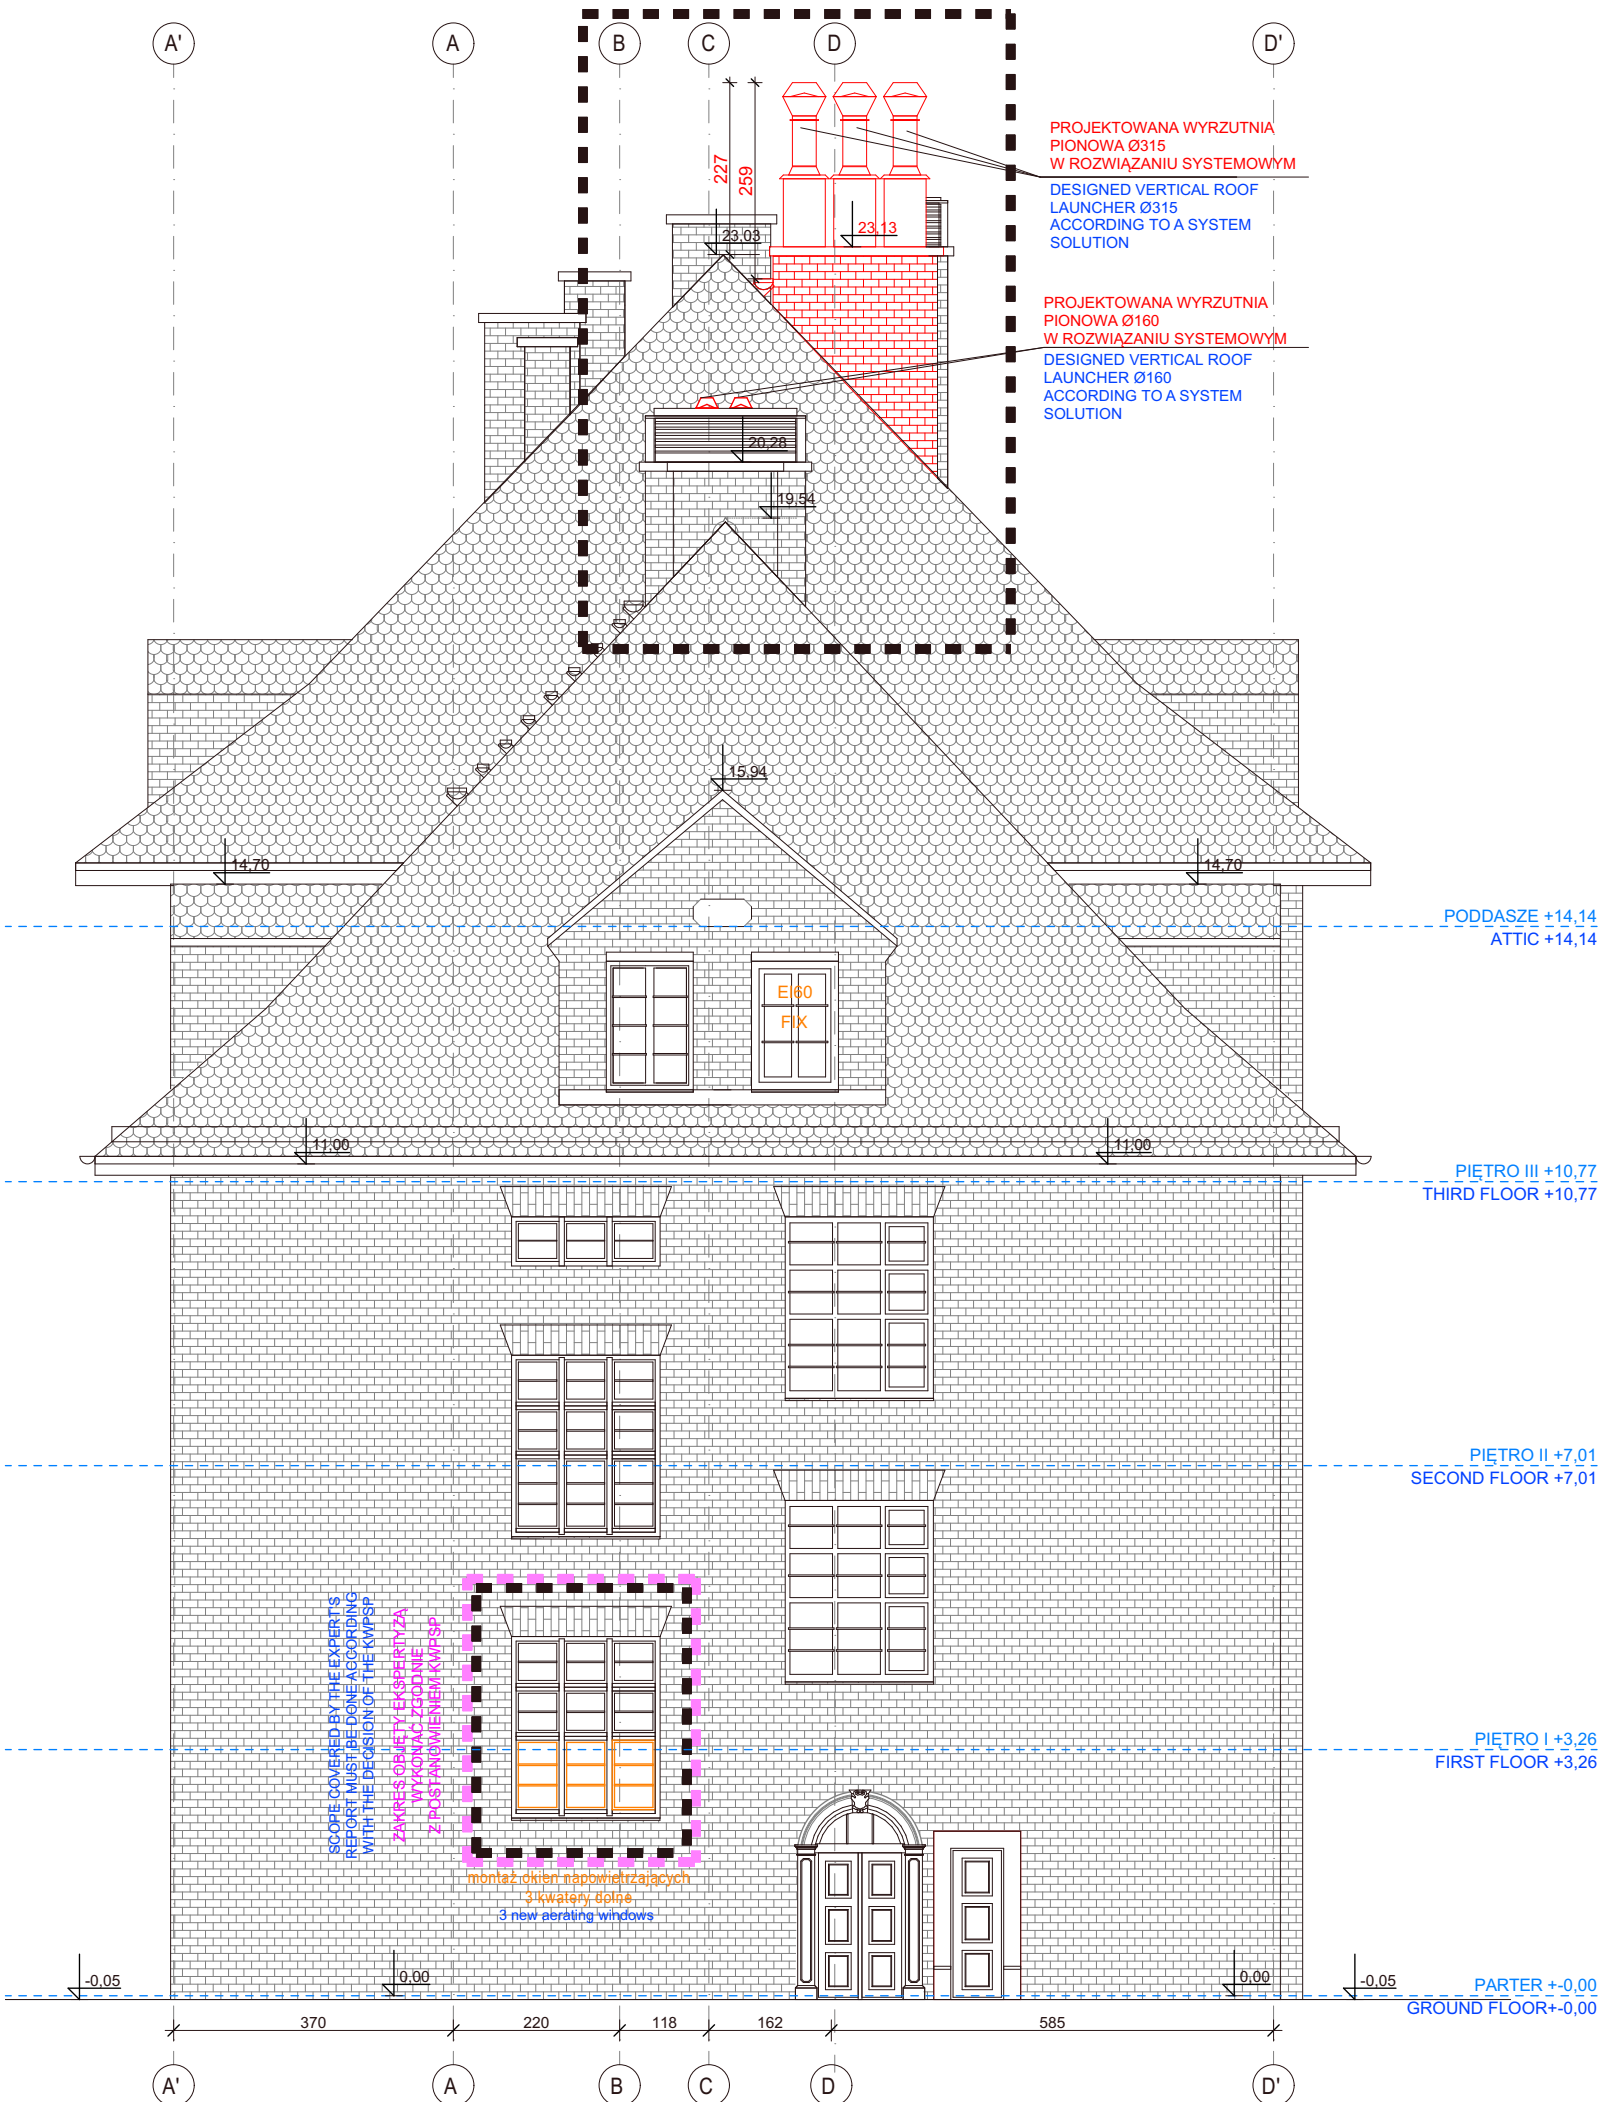 A'
A
B
C
D
D'
227
259
PROJEKTOWANA WYRZUTNIA
PIONOWA Ø315
W ROZWIĄZANIU SYSTEMOWYM
DESIGNED VERTICAL ROOF
LAUNCHER Ø315
ACCORDING TO A SYSTEM
SOLUTION
23,03
23,13
PROJEKTOWANA WYRZUTNIA
PIONOWA Ø160
W ROZWIĄZANIU SYSTEMOWYM
DESIGNED VERTICAL ROOF
LAUNCHER Ø160
ACCORDING TO A SYSTEM
SOLUTION
20,28
19,54
15,94
14,70
14,70
PODDASZE +14,14
ATTIC +14,14
EI60
FIX
11,00
11,00
PIĘTRO III +10,77
THIRD FLOOR +10,77
PIĘTRO II +7,01
SECOND FLOOR +7,01
SCOPE COVERED BY THE EXPERT'S
REPORT MUST BE DONE ACCORDING
WITH THE DECISION OF THE KWPSP
ZAKRES OBJĘTY EKSPERTYZĄ
WYKONAĆ ZGODNIE
Z POSTANOWIENIEM KWPSP
PIĘTRO I +3,26
FIRST FLOOR +3,26
montaż okien napowietrzających
3 kwatery dolne
3 new aerating windows
-0,05
0,00
0,00
-0,05
PARTER +-0,00
GROUND FLOOR+-0,00
370
220
118
162
585
A'
A
B
C
D
D'